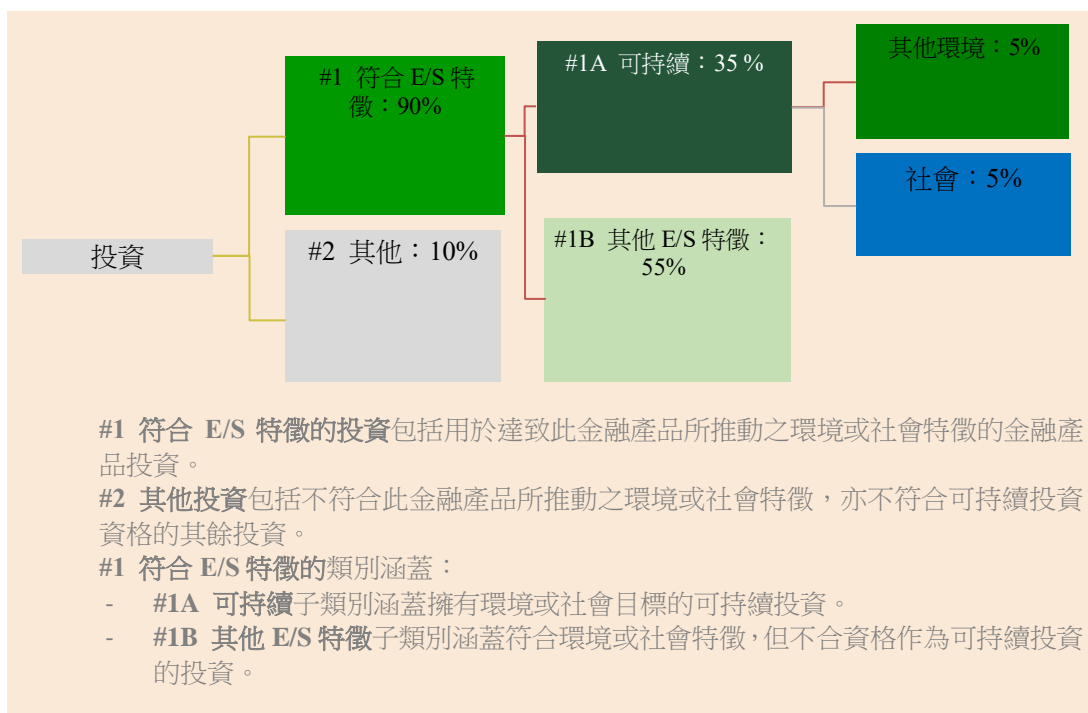 投資
#1 符合 E/S 特
徵：90%
#2 其他：10%
#1A 可持續：35 %
#1B 其他 E/S 特徵：
55%
其他環境：5%
社會：5%
#1 符合 E/S 特徵的投資包括用於達致此金融產品所推動之環境或社會特徵的金融產
品投資。
#2 其他投資包括不符合此金融產品所推動之環境或社會特徵，亦不符合可持續投資
資格的其餘投資。
#1 符合 E/S 特徵的類別涵蓋：
- #1A 可持續子類別涵蓋擁有環境或社會目標的可持續投資。
- #1B 其他 E/S 特徵子類別涵蓋符合環境或社會特徵，但不合資格作為可持續投資
的投資。